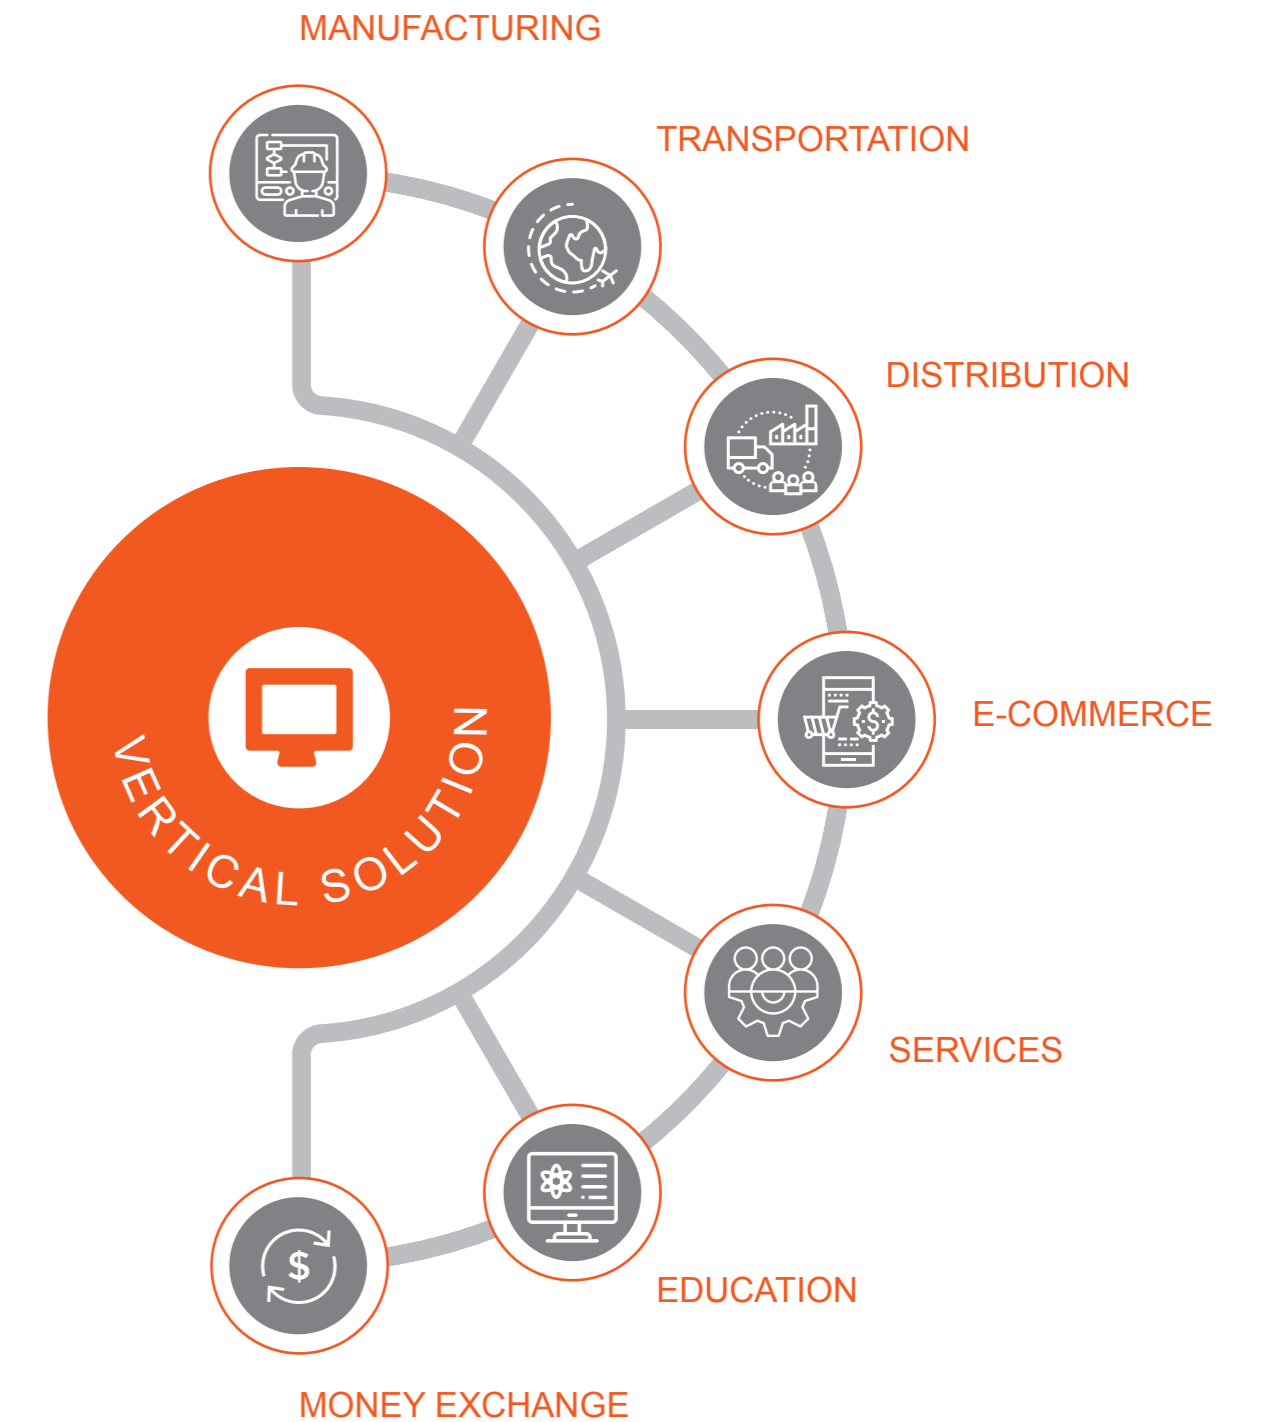 MANUFACTURING
TRANSPORTATION
DISTRIBUTION
E-COMMERCE
VERTICAL SOLUTION
SERVICES
EDUCATION
MONEY EXCHANGE
$
$